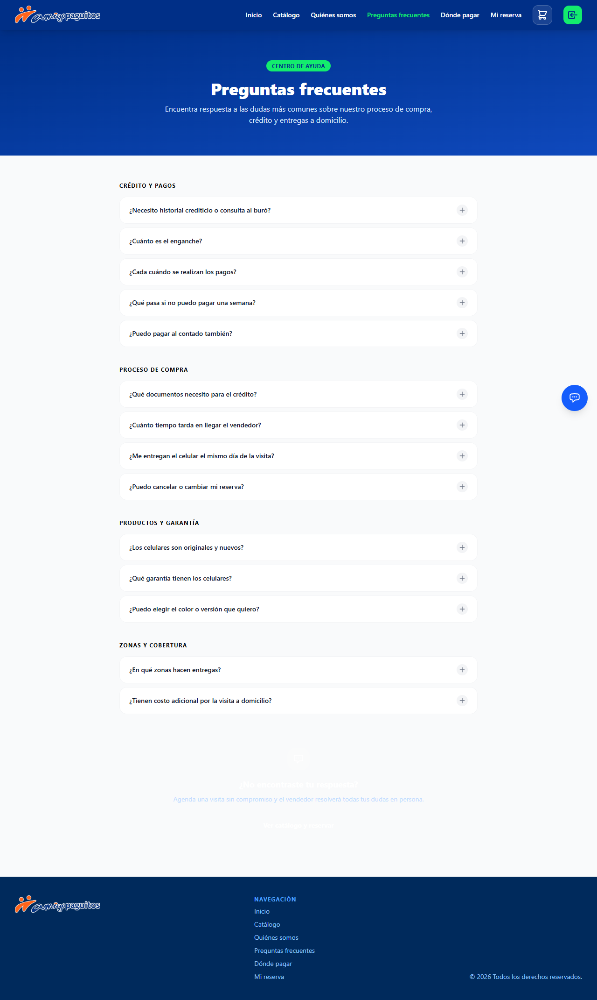 Amigopaguitos
Inicio
Catálogo
Quiénes somos
Preguntas frecuentes
Dónde pagar
Mi reserva
CENTRO DE AYUDA
Preguntas frecuentes
Encuentra respuesta a las dudas más comunes sobre nuestro proceso de compra,
crédito y entregas a domicilio.
CRÉDITO Y PAGOS
¿Necesito historial crediticio o consulta al buró?
¿Cuánto es el enganche?
¿Cada cuándo se realizan los pagos?
¿Qué pasa si no puedo pagar una semana?
¿Puedo pagar al contado también?
PROCESO DE COMPRA
¿Qué documentos necesito para el crédito?
¿Cuánto tiempo tarda en llegar el vendedor?
¿Me entregan el celular el mismo día de la visita?
¿Puedo cancelar o cambiar mi reserva?
PRODUCTOS Y GARANTÍA
¿Los celulares son originales y nuevos?
¿Qué garantía tienen los celulares?
¿Puedo elegir el color o versión que quiero?
ZONAS Y COBERTURA
¿En qué zonas hacen entregas?
¿Tienen costo adicional por la visita a domicilio?
¿No encontraste tu respuesta?
Agenda una visita sin compromiso y el vendedor resolverá todas tus dudas en persona.
Ver catálogo y reservar
Amigopaguitos
NAVEGACIÓN
Inicio
Catálogo
Quiénes somos
Preguntas frecuentes
Dónde pagar
Mi reserva
© 2026 Todos los derechos reservados.